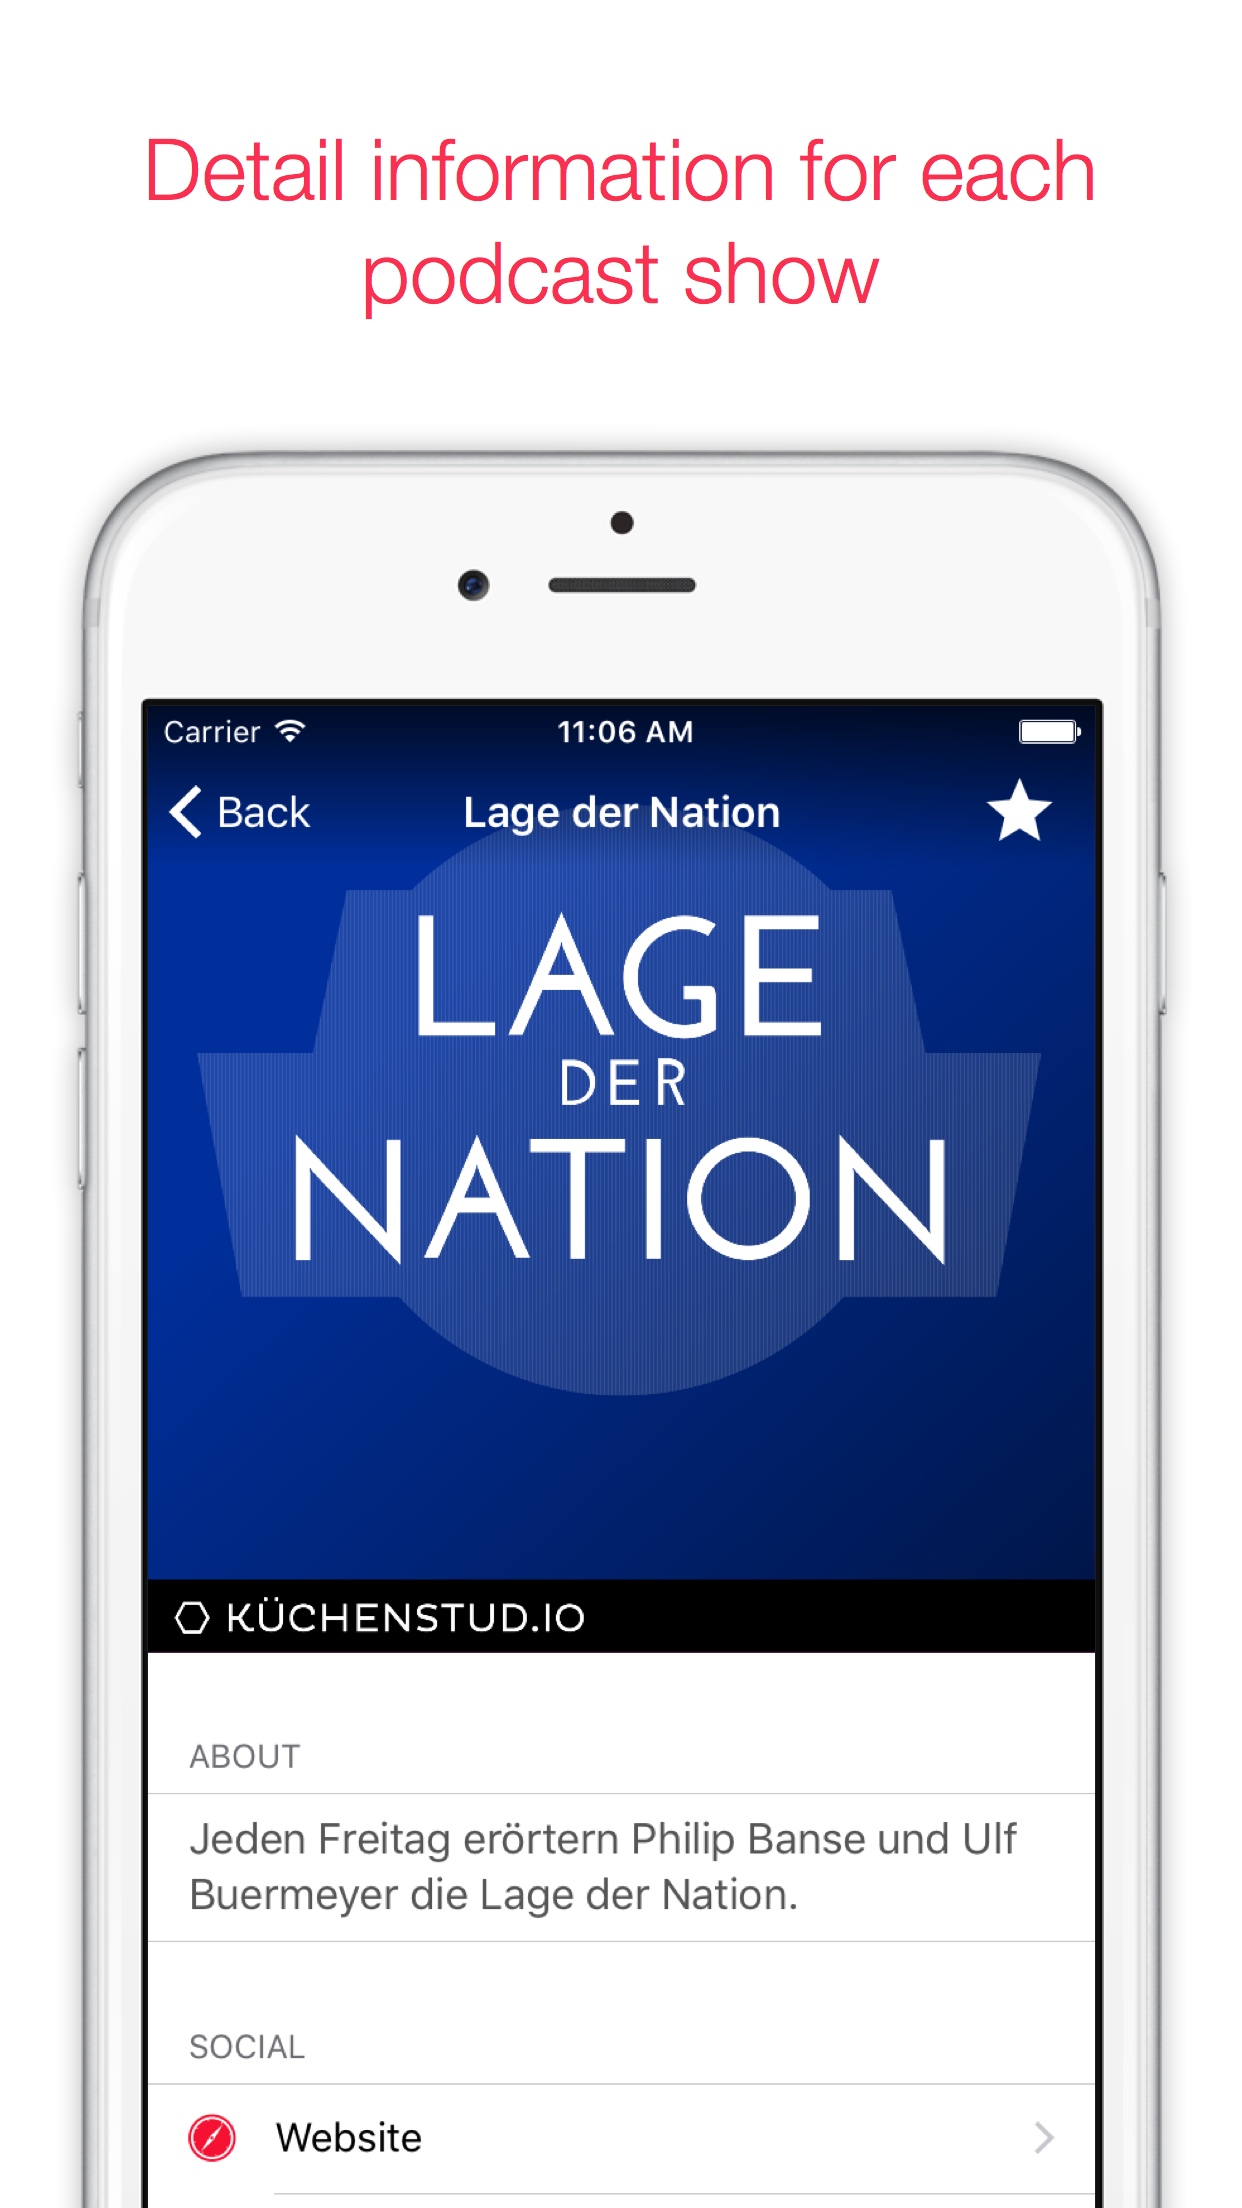 Detail information for each
podcast show
Carrier
11:06 AM
Back
Lage der Nation
LAGE
DER
NATION
KÜCHENSTUD.IO
ABOUT
Jeden Freitag erörtern Philip Banse und Ulf
Buermeyer die Lage der Nation.
SOCIAL
Website